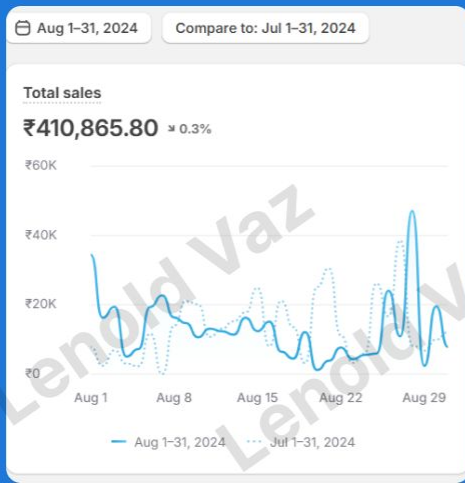 Aug 1–31, 2024 Compare to: Jul 1–31, 2024
Total sales
₹410,865.80 ↘ 0.3%
₹60K
₹40K
₹20K
₹0
Aug 1 Aug 8 Aug 15 Aug 22 Aug 29
Aug 1–31, 2024 Jul 1–31, 2024
Lenold Vaz
Lenold V